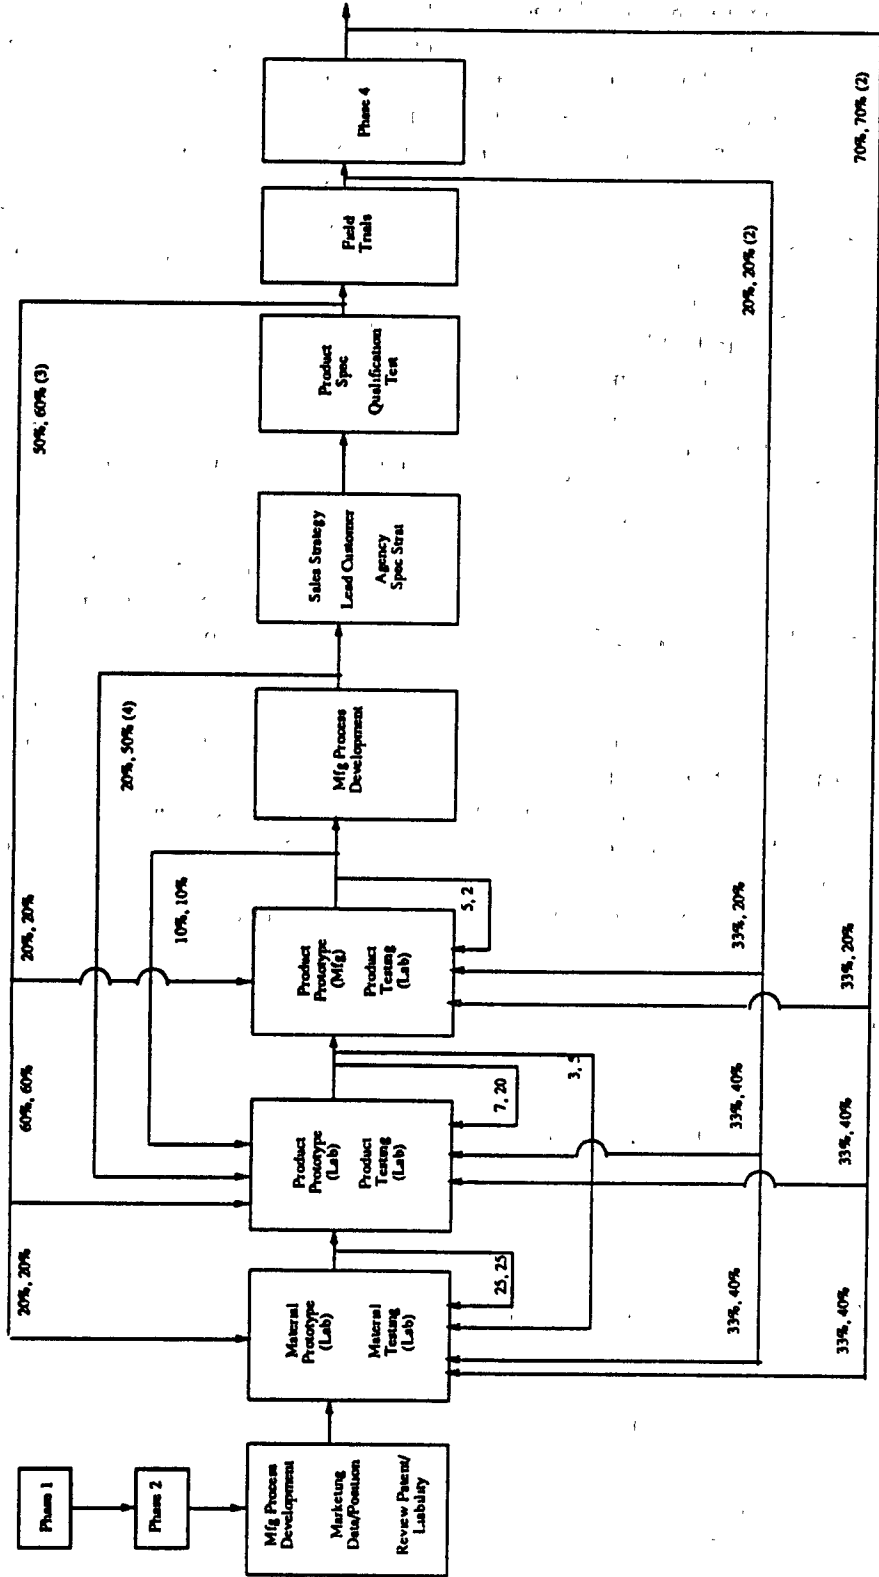 Phase 1
Phase 2
Mfg Process
Development
Marketing
Data/Position
Review Patent/
Liability
Material
Prototype
(Lab)
Material
Testing
(Lab)
Product
Prototype
(Lab)
Product
Testing
(Lab)
Product
Prototype
(Mfg)
Product
Testing
(Lab)
Mfg Process
Development
Sales Strategy
Lead Customer
Agency
Spec Strat
Product
Spec
Qualification
Test
Field
Trials
Phase 4
20%, 20%
60%, 60%
20%, 20%
50%, 60% (3)
20%, 50% (4)
10%, 10%
25, 25
7, 20
3, 5
5, 2
33%, 40%
33%, 40%
33%, 20%
20%, 20% (2)
33%, 40%
33%, 40%
33%, 20%
70%, 70% (2)